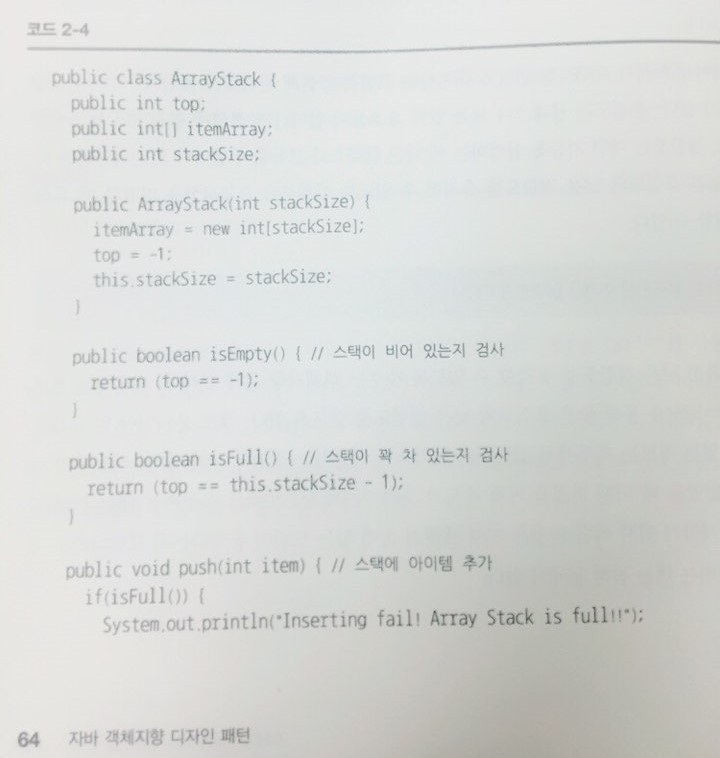 코드 2-4
public class ArrayStack {
public int top;
public int[] itemArray;
public int stackSize;
public ArrayStack(int stackSize) {
itemArray = new int[stackSize];
top = -1;
this.stackSize = stackSize;
}
public boolean isEmpty() { // 스택이 비어 있는지 검사
return (top == -1);
}
public boolean isFull() { // 스택이 꽉 차 있는지 검사
return (top == this.stackSize - 1);
}
public void push(int item) { // 스택에 아이템 추가
if(isFull()) {
System.out.println("Inserting fail! Array Stack is full!!");
64 자바 객체지향 디자인 패턴